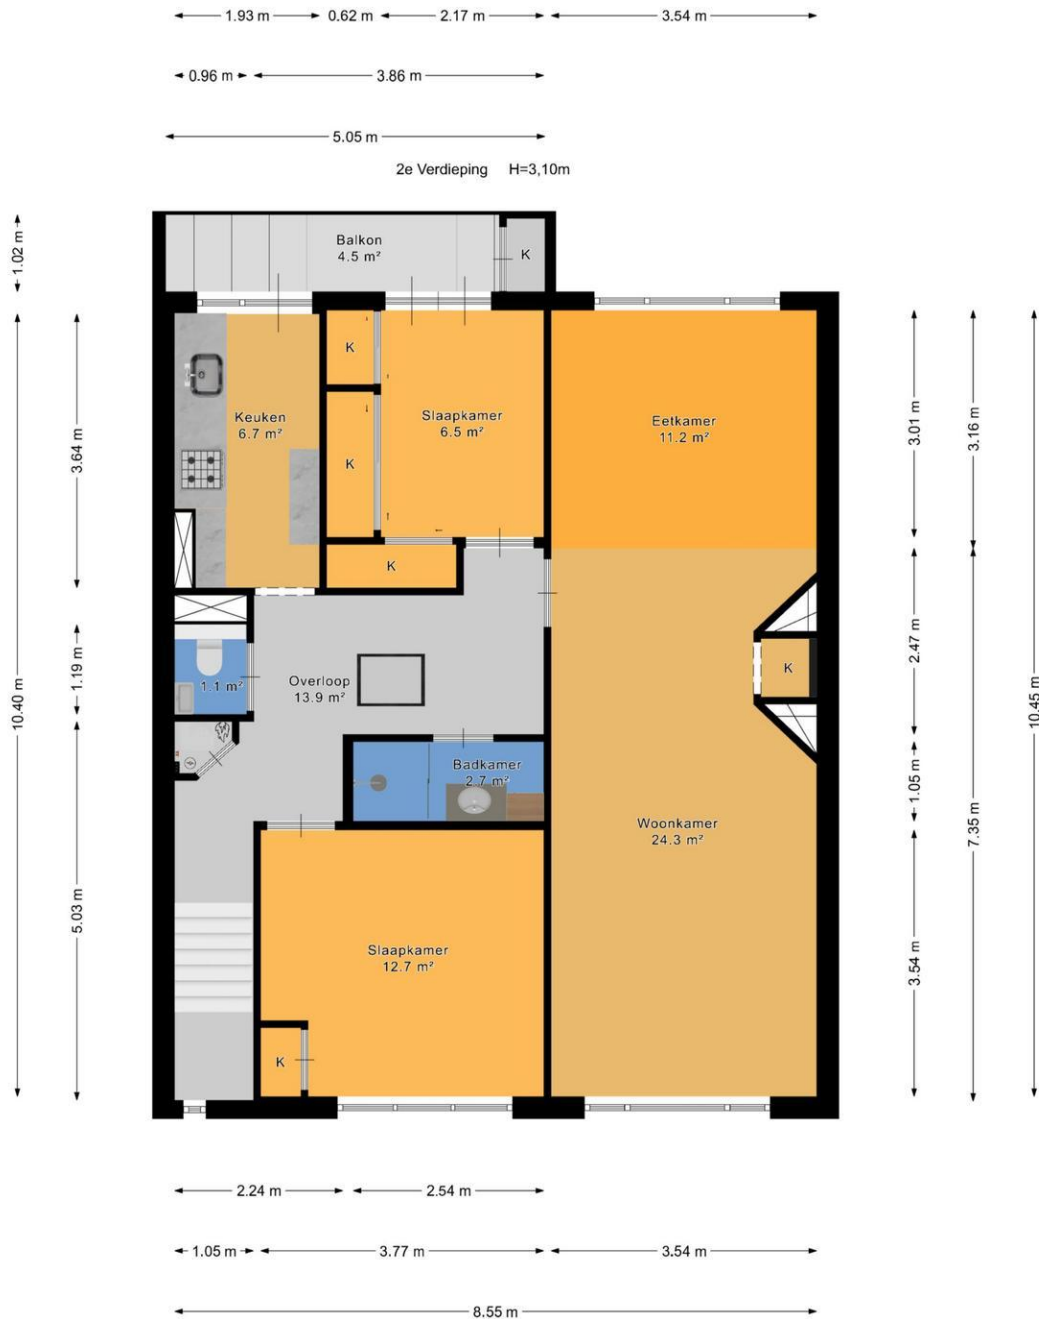 1.93 m 0.62 m 2.17 m 3.54 m
0.96 m 3.86 m
5.05 m
2e Verdieping H=3,10m
1.02 m
Balkon
4.5 m²
K
K
Keuken
6.7 m²
Slaapkamer
6.5 m²
Eetkamer
11.2 m²
K
K
3.64 m
3.01 m
3.16 m
1.1 m²
Overloop
13.9 m²
K
1.19 m
2.47 m
10.40 m
10.45 m
Badkamer
2.7 m²
1.05 m
Woonkamer
24.3 m²
7.35 m
5.03 m
Slaapkamer
12.7 m²
3.54 m
K
2.24 m 2.54 m
1.05 m 3.77 m 3.54 m
8.55 m